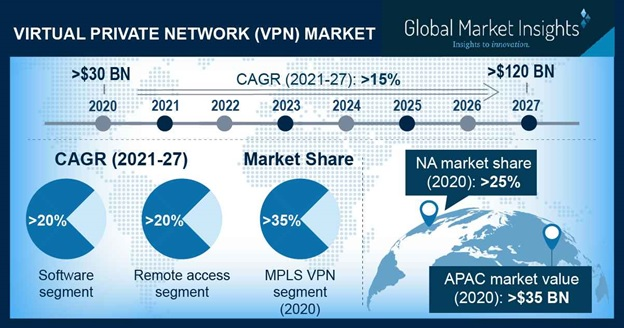 VIRTUAL PRIVATE NETWORK (VPN) MARKET
Global Market Insights
Insights to innovation.
>$30 BN
CAGR (2021-27): >15%
>$120 BN
2020 2021 2022 2023 2024 2025 2026 2027
CAGR (2021-27)
Market Share
>20%
Software
segment
>20%
Remote access
segment
>35%
MPLS VPN
segment
(2020)
NA market share
(2020): >25%
APAC market value
(2020): >$35 BN